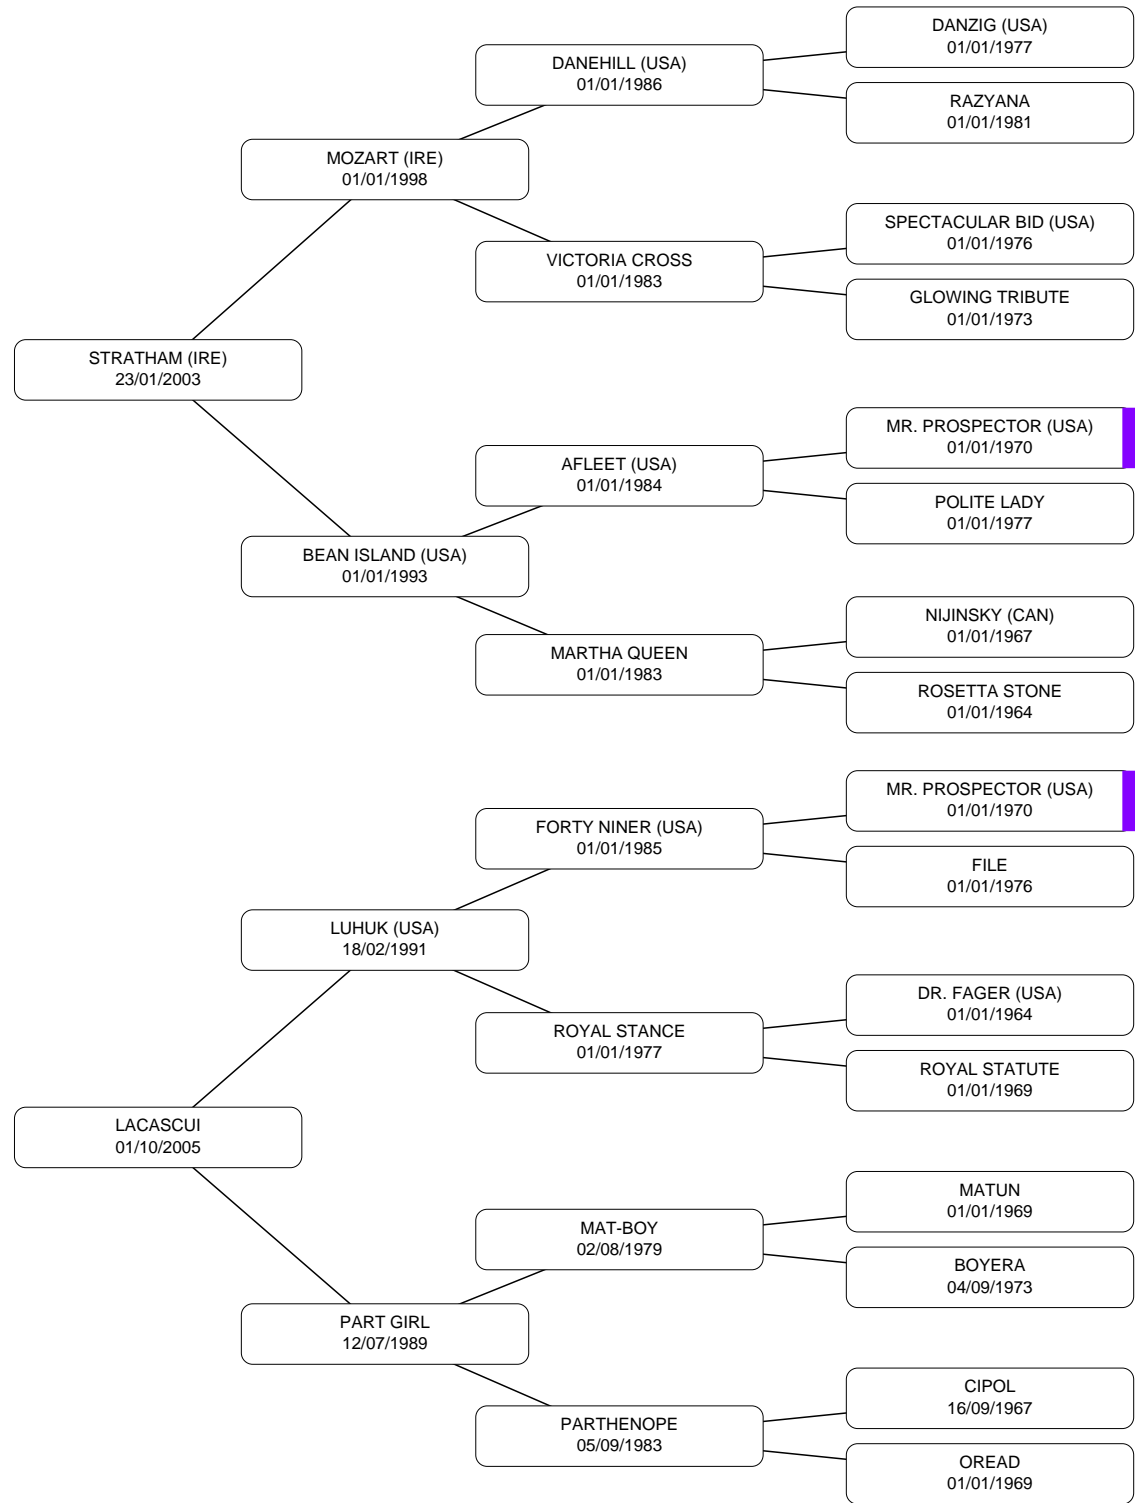 DANZIG (USA)
01/01/1977
DANEHILL (USA)
01/01/1986
RAZYANA
01/01/1981
MOZART (IRE)
01/01/1998
SPECTACULAR BID (USA)
01/01/1976
VICTORIA CROSS
01/01/1983
GLOWING TRIBUTE
01/01/1973
STRATHAM (IRE)
23/01/2003
MR. PROSPECTOR (USA)
01/01/1970
AFLEET (USA)
01/01/1984
POLITE LADY
01/01/1977
BEAN ISLAND (USA)
01/01/1993
NIJINSKY (CAN)
01/01/1967
MARTHA QUEEN
01/01/1983
ROSETTA STONE
01/01/1964
MR. PROSPECTOR (USA)
01/01/1970
FORTY NINER (USA)
01/01/1985
FILE
01/01/1976
LUHUK (USA)
18/02/1991
DR. FAGER (USA)
01/01/1964
ROYAL STANCE
01/01/1977
ROYAL STATUTE
01/01/1969
LACASCUI
01/10/2005
MATUN
01/01/1969
MAT-BOY
02/08/1979
BOYERA
04/09/1973
PART GIRL
12/07/1989
CIPOL
16/09/1967
PARTHENOPE
05/09/1983
OREAD
01/01/1969